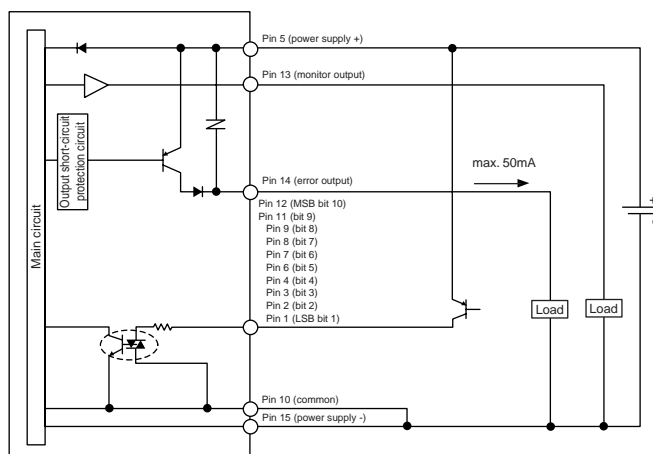 Pin 5 (power supply +)
Pin 13 (monitor output)
Main circuit
Output short-circuit
protection circuit
max. 50mA
Pin 14 (error output)
Pin 12 (MSB bit 10)
Pin 11 (bit 9)
Pin 9 (bit 8)
Pin 8 (bit 7)
Pin 7 (bit 6)
Pin 6 (bit 5)
Pin 4 (bit 4)
Pin 3 (bit 3)
Pin 2 (bit 2)
Pin 1 (LSB bit 1)
+
-
Load
Load
Pin 10 (common)
Pin 15 (power supply -)